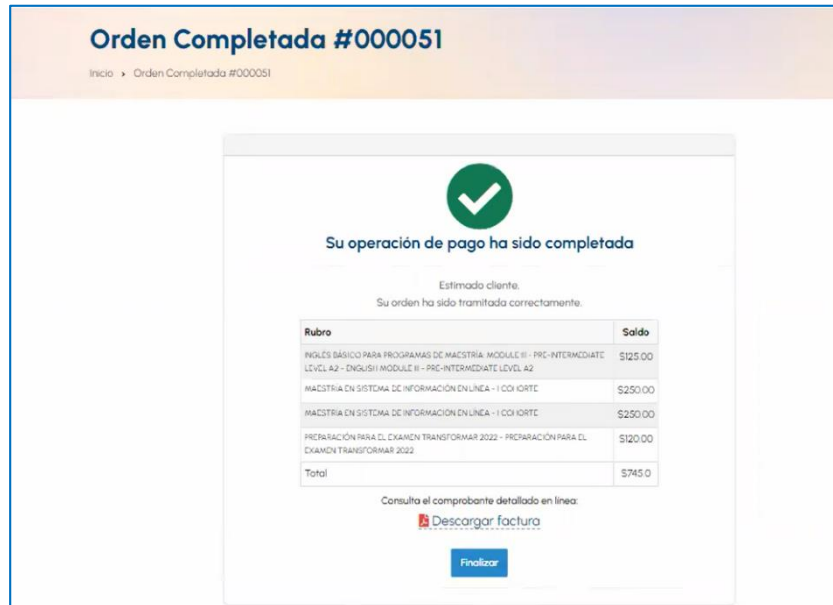 Orden Completada #000051
Inicio › Orden Completada #000051
Su operación de pago ha sido completada
Estimado cliente,
Su orden ha sido tramitada correctamente.
Rubro Saldo
INGLÉS BÁSICO PARA PROGRAMAS DE MAESTRÍA: MODULE III - PRE-INTERMEDIATE $125.00
LEVEL A2 - ENGLISH MODULE III - PRE-INTERMEDIATE LEVEL A2
MAESTRÍA EN SISTEMA DE INFORMACIÓN EN LÍNEA - I COHORTE $250.00
MAESTRÍA EN SISTEMA DE INFORMACIÓN EN LÍNEA - I COHORTE $250.00
PREPARACIÓN PARA EL EXAMEN TRANSFORMAR 2022 - PREPARACIÓN PARA EL $120.00
EXAMEN TRANSFORMAR 2022
Total $745.0
Consulta el comprobante detallado en línea:
Descargar factura
Finalizar